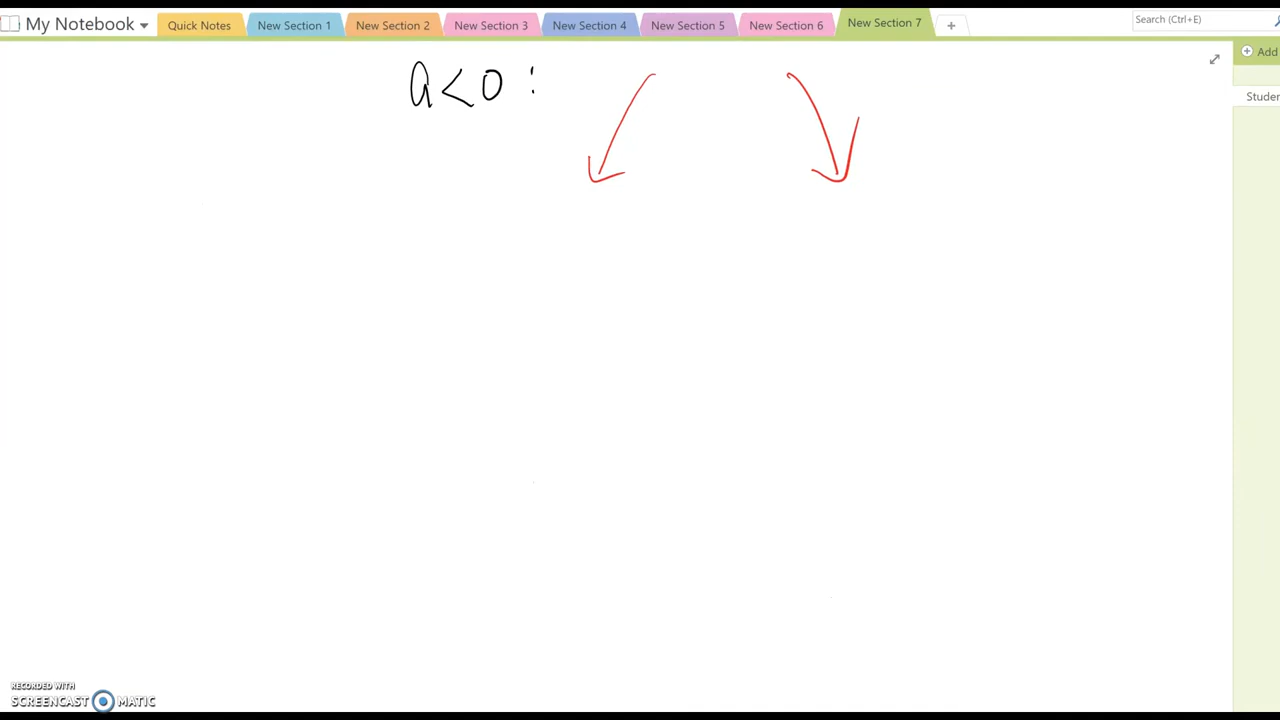 My Notebook Quick Notes New Section 1 New Section 2 New Section 3 New Section 4 New Section 5 New Section 6 New Section 7 + Search (Ctrl+E)
Add
a<0:
Studen
RECORDED WITH
SCREENCAST MATIC